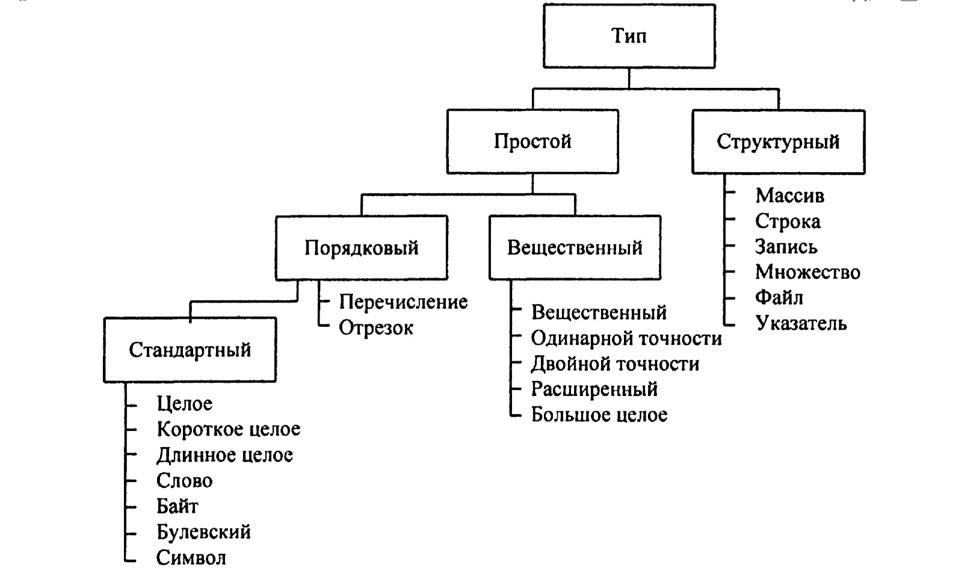 Тип
Простой
Структурный
Массив
Строка
Запись
Множество
Файл
Указатель
Порядковый
Вещественный
Перечисление
Отрезок
Вещественный
Одинарной точности
Двойной точности
Расширенный
Большое целое
Стандартный
Целое
Короткое целое
Длинное целое
Слово
Байт
Булевский
Символ